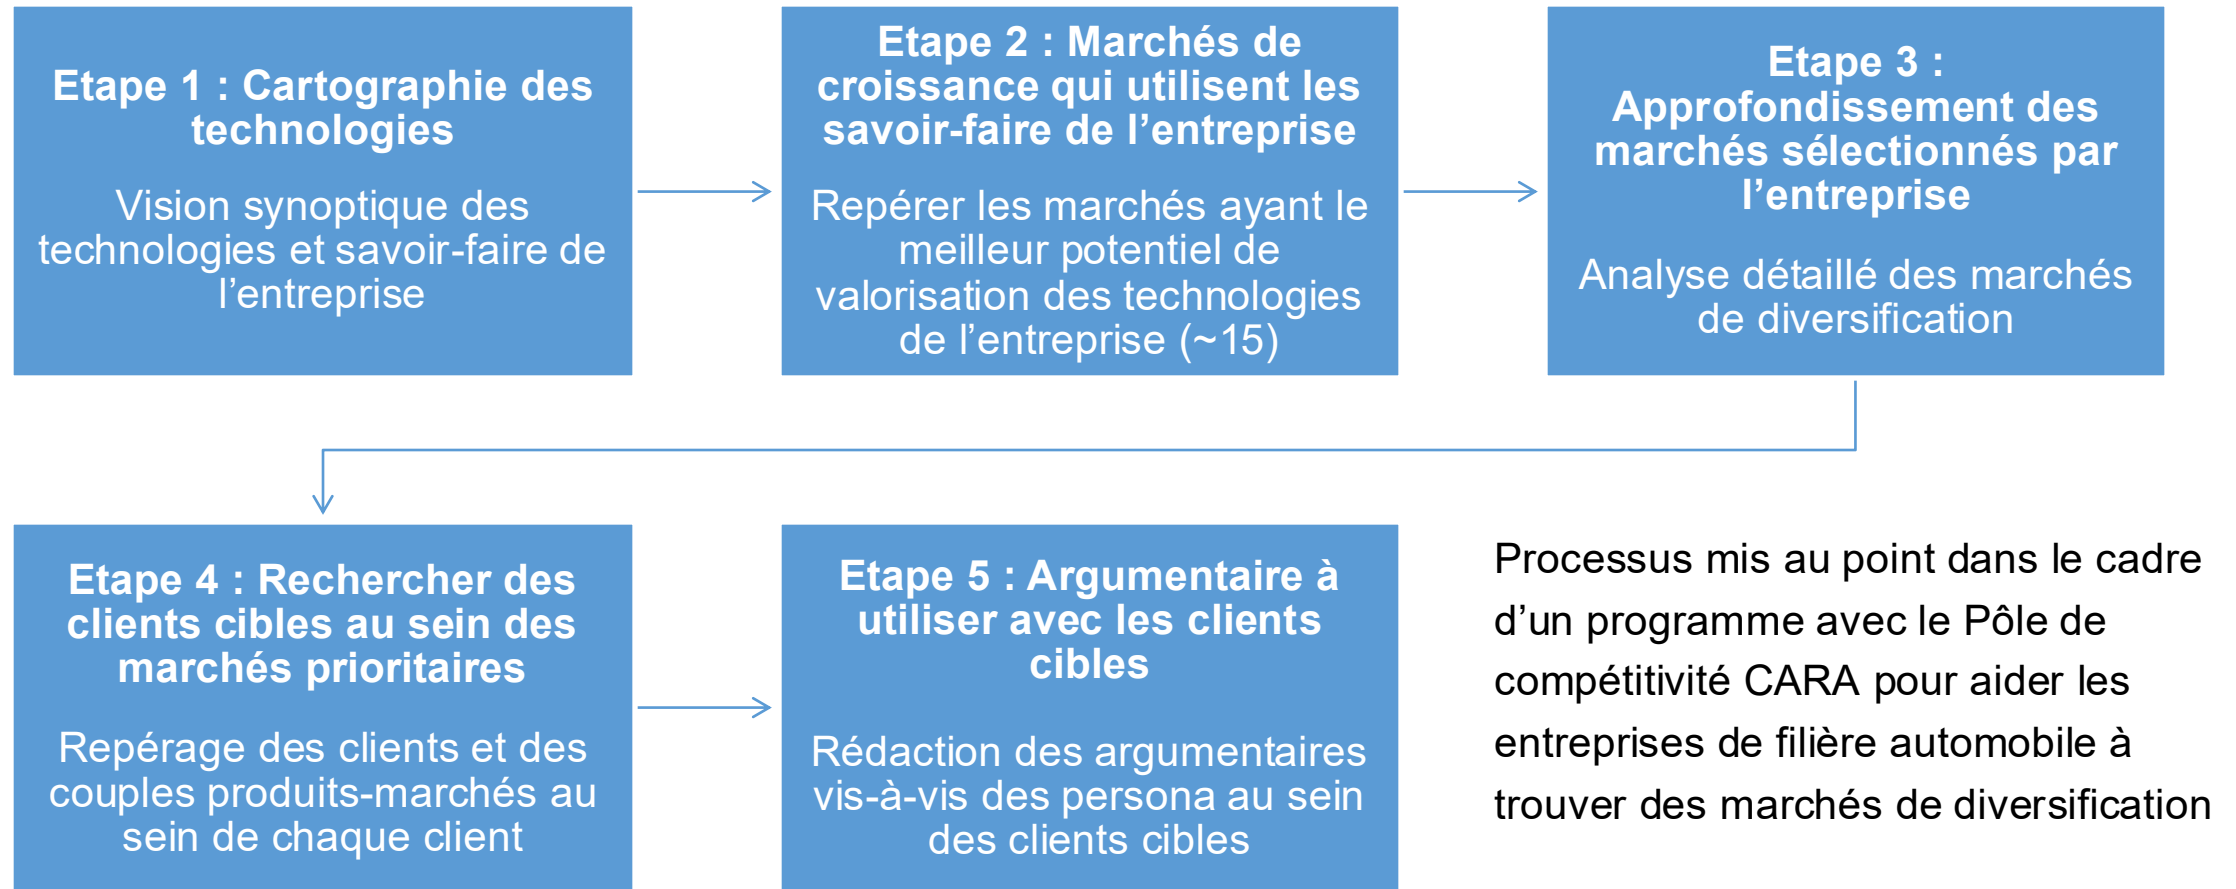 Etape 1 : Cartographie des
technologies
Vision synoptique des
technologies et savoir-faire de
l’entreprise
Etape 2 : Marchés de
croissance qui utilisent les
savoir-faire de l’entreprise
Repérer les marchés ayant le
meilleur potentiel de
valorisation des technologies
de l’entreprise (~15)
Etape 3 :
Approfondissement des
marchés sélectionnés par
l’entreprise
Analyse détaillé des marchés
de diversification
Etape 4 : Rechercher des
clients cibles au sein des
marchés prioritaires
Repérage des clients et des
couples produits-marchés au
sein de chaque client
Etape 5 : Argumentaire à
utiliser avec les clients
cibles
Rédaction des argumentaires
vis-à-vis des persona au sein
des clients cibles
Processus mis au point dans le cadre
d’un programme avec le Pôle de
compétitivité CARA pour aider les
entreprises de filière automobile à
trouver des marchés de diversification